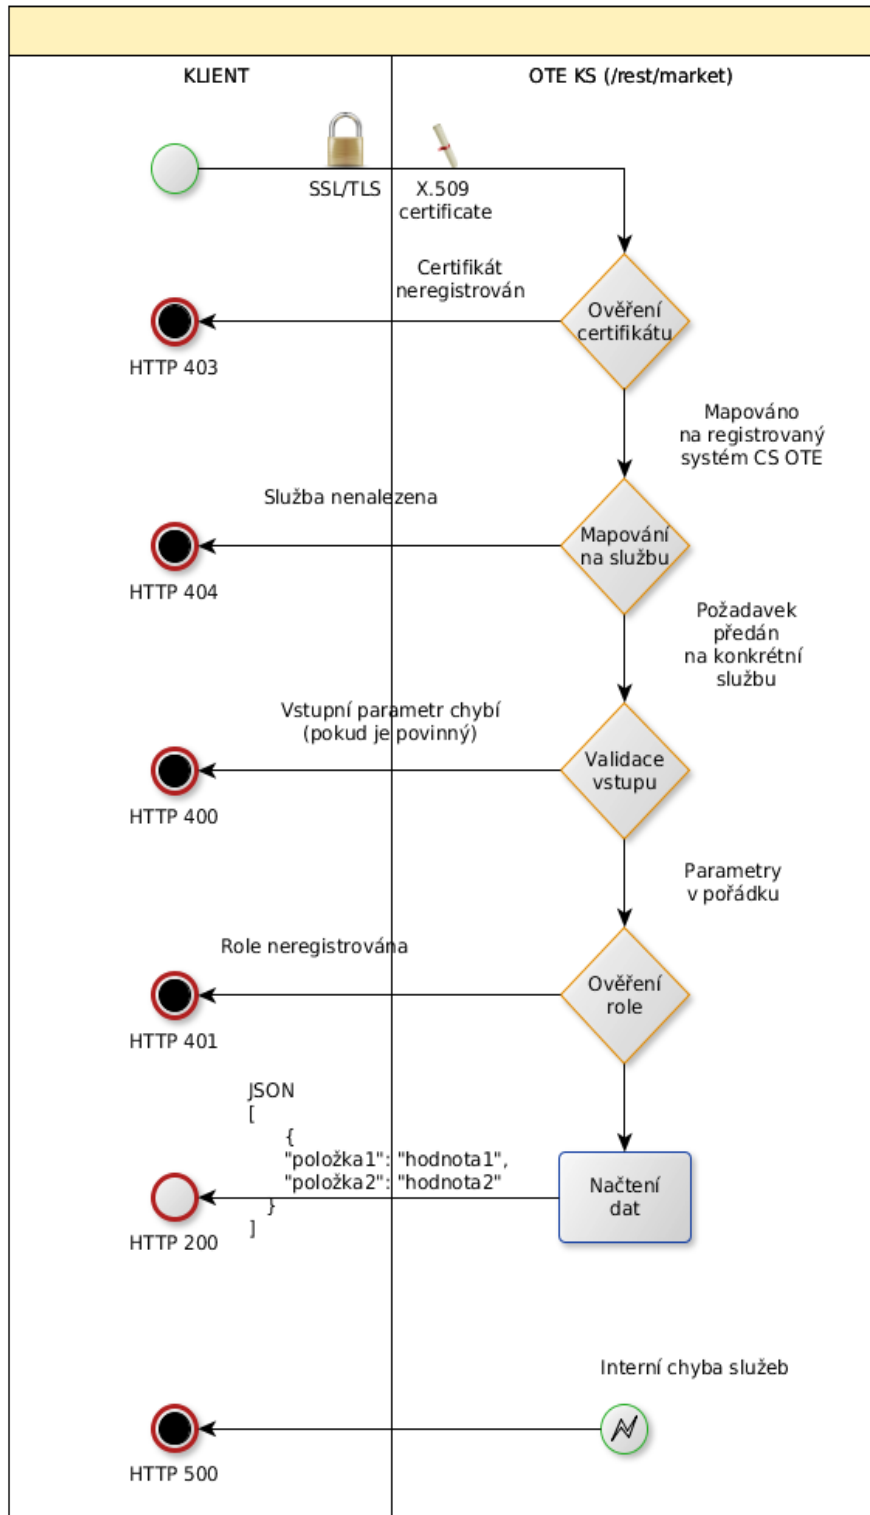 KLIENT
OTE KS (/rest/market)
SSL/TLS
X.509
certificate
Certifikát
neregistrován
Ověření
certifikátu
HTTP 403
Mapováno
na registrovaný
systém CS OTE
Služba nenalezena
Mapování
na službu
HTTP 404
Požadavek
předán
na konkrétní
službu
Vstupní parametr chybí
(pokud je povinný)
Validace
vstupu
HTTP 400
Parametry
v pořádku
Role neregistrována
Ověření
role
HTTP 401
JSON
[
{
"položka1": "hodnota1",
"položka2": "hodnota2"
}
]
Načtení
dat
HTTP 200
Interní chyba služeb
HTTP 500